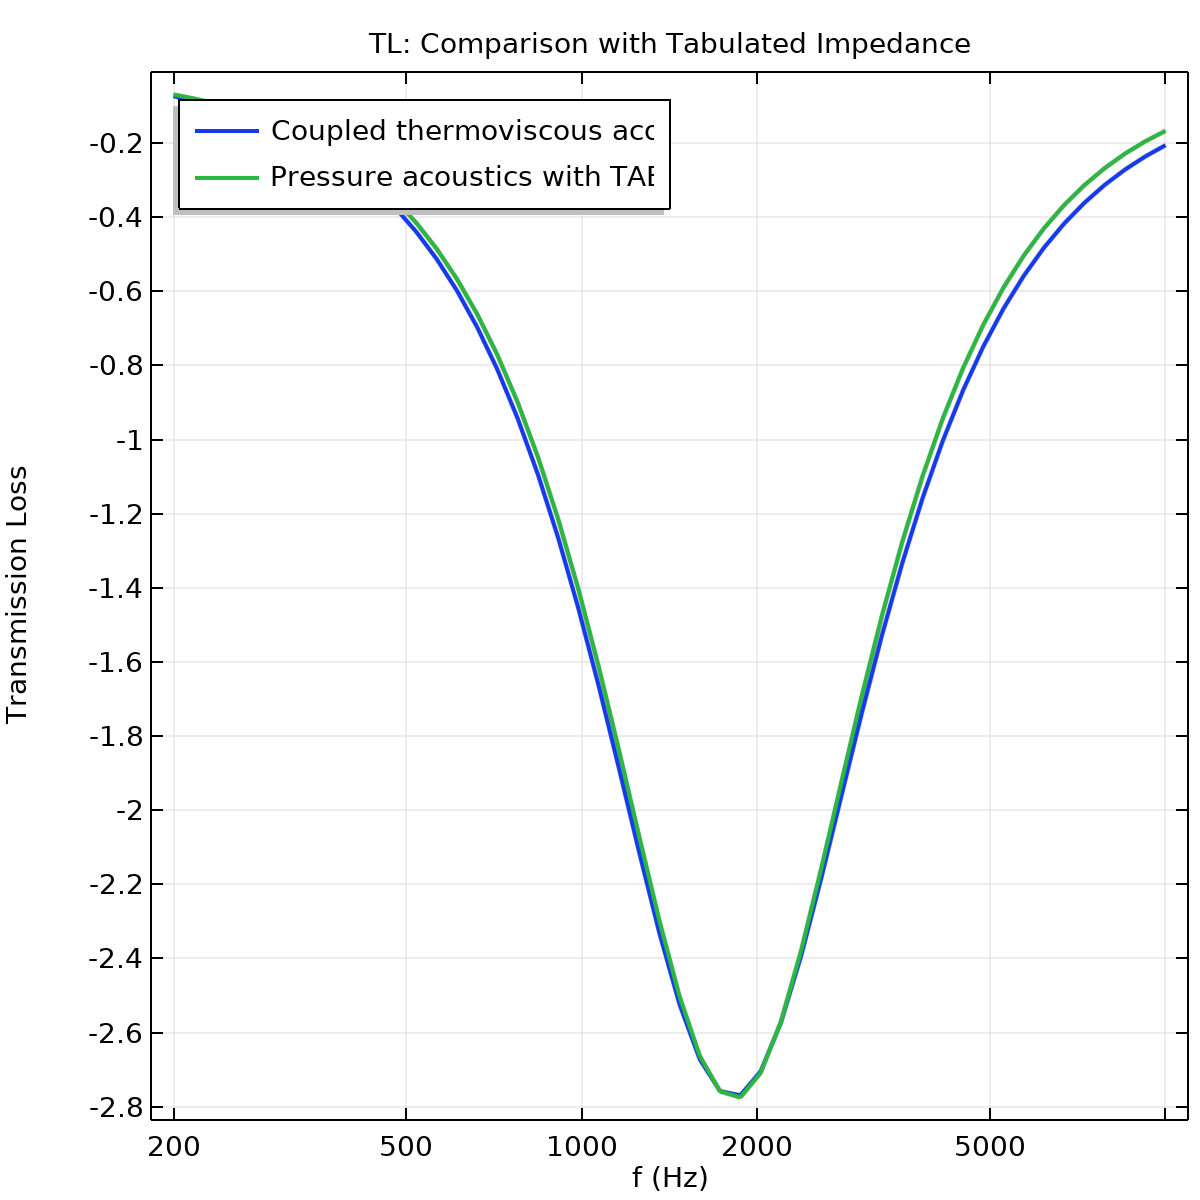 TL: Comparison with Tabulated Impedance
Coupled thermoviscous
Pressure acoustics with
-0.2
-0.4
-0.6
-0.8
-1
-1.2
-1.4
-1.6
-1.8
-2
-2.2
-2.4
-2.6
-2.8
Transmission Loss
200 500 1000 2000 5000
f (Hz)